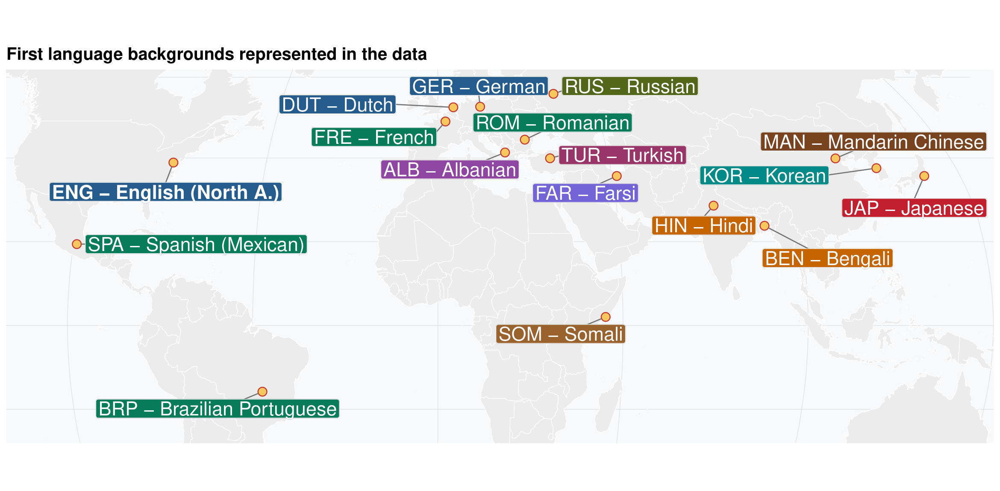 First language backgrounds represented in the data
GER – German
RUS – Russian
DUT – Dutch
ROM – Romanian
FRE – French
MAN – Mandarin Chinese
TUR – Turkish
ALB – Albanian
KOR – Korean
ENG – English (North A.)
FAR – Farsi
JAP – Japanese
HIN – Hindi
SPA – Spanish (Mexican)
BEN – Bengali
SOM – Somali
BRP – Brazilian Portuguese